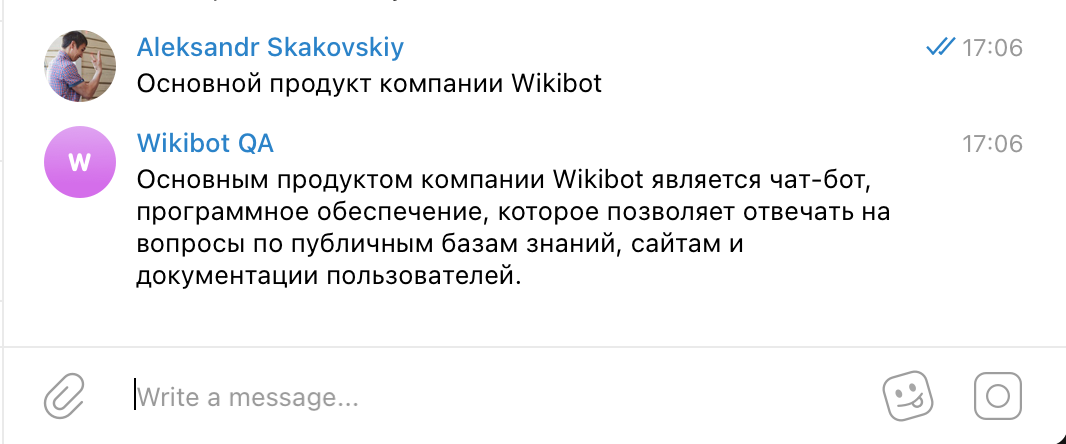 Aleksandr Skakovskiy 17:06
Основной продукт компании Wikibot
W
Wikibot QA 17:06
Основным продуктом компании Wikibot является чат-бот,
программное обеспечение, которое позволяет отвечать на
вопросы по публичным базам знаний, сайтам и
документации пользователей.
Write a message...